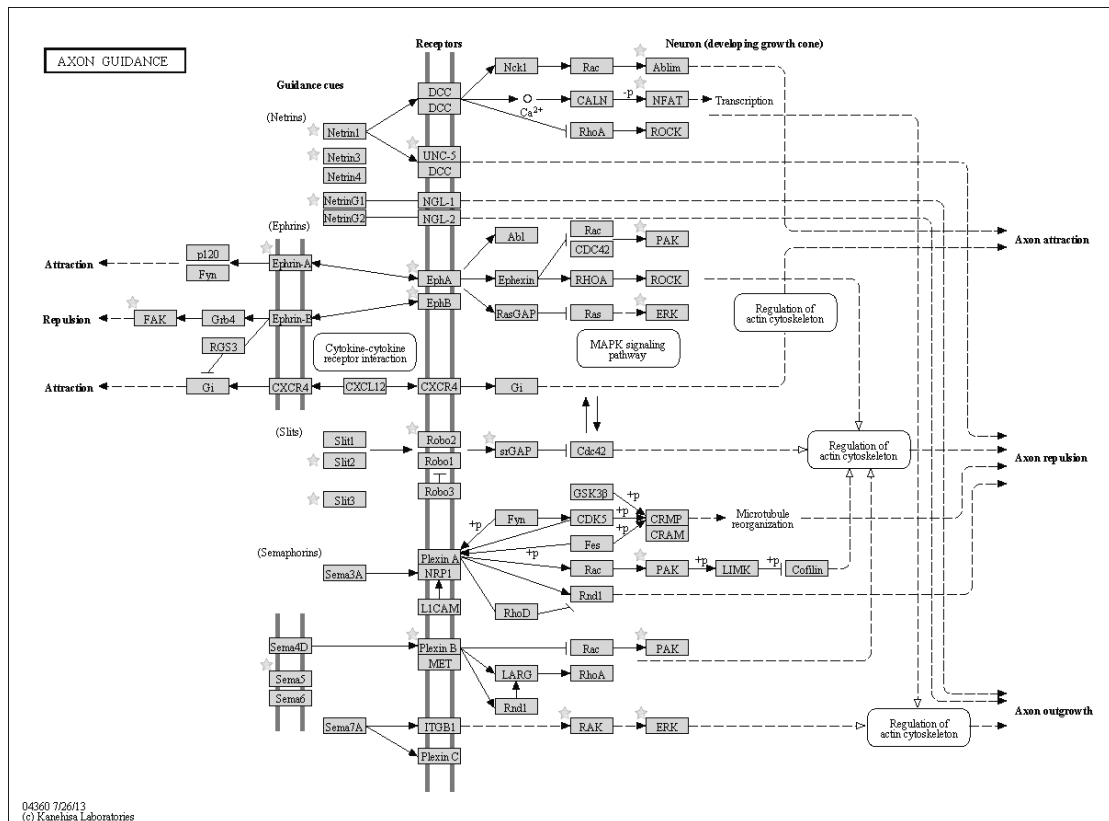 AXON GUIDANCE
Receptors
Neuron (developing growth cone)
Guidance cues
Nck1
Rac
Ablim
DCC
DCC
Ca2+
CALN
-p
NFAT
Transcription
(Netrins)
Netrin1
RhoA
ROCK
Netrin3
UNC-5
Netrin4
DCC
NetrinG1
NGL-1
NetrinG2
NGL-2
(Ephrins)
Abl
Rac
CDC42
PAK
Axon attraction
p120
Fyn
Attraction
Ephrin-A
EphA
Ephexin
RHOA
ROCK
EphB
Regulation of
actin cytoskeleton
RasGAP
Ras
ERK
Repulsion
FAK
Grb4
Ephrin-B
RGS3
Cytokine-cytokine
receptor interaction
MAPK signaling
pathway
Attraction
Gi
CXCR4
CXCL12
CXCR4
Gi
(Slits)
Slit1
Slit2
Robo2
Robo1
srGAP
Cdc42
Regulation of
actin cytoskeleton
Axon repulsion
Slit3
Robo3
GSK3β
+p
Fyn
CDK5
+p
CRMP
CRAM
Microtubule
reorganization
+p
Fes
+p
+p
(Semaphorins)
Plexin A
NRP1
Sema3A
Rac
PAK
+p
LIMK
+p
Cofilin
Rnd1
L1CAM
RhoD
Sema4D
Plexin B
MET
Rac
PAK
Sema5
Sema6
LARG
RhoA
Rnd1
Sema7A
ITGB1
RAK
ERK
Regulation of
actin cytoskeleton
Axon outgrowth
Plexin C
04360 7/26/13
(c) Kanehisa Laboratories